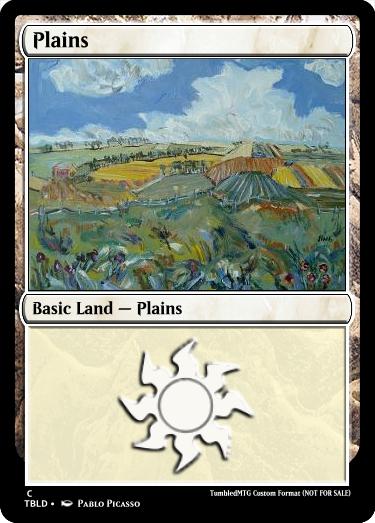 Plains
Basic Land — Plains
C
TBLD • Pablo Picasso
TumbledMTG Custom Format (NOT FOR SALE)